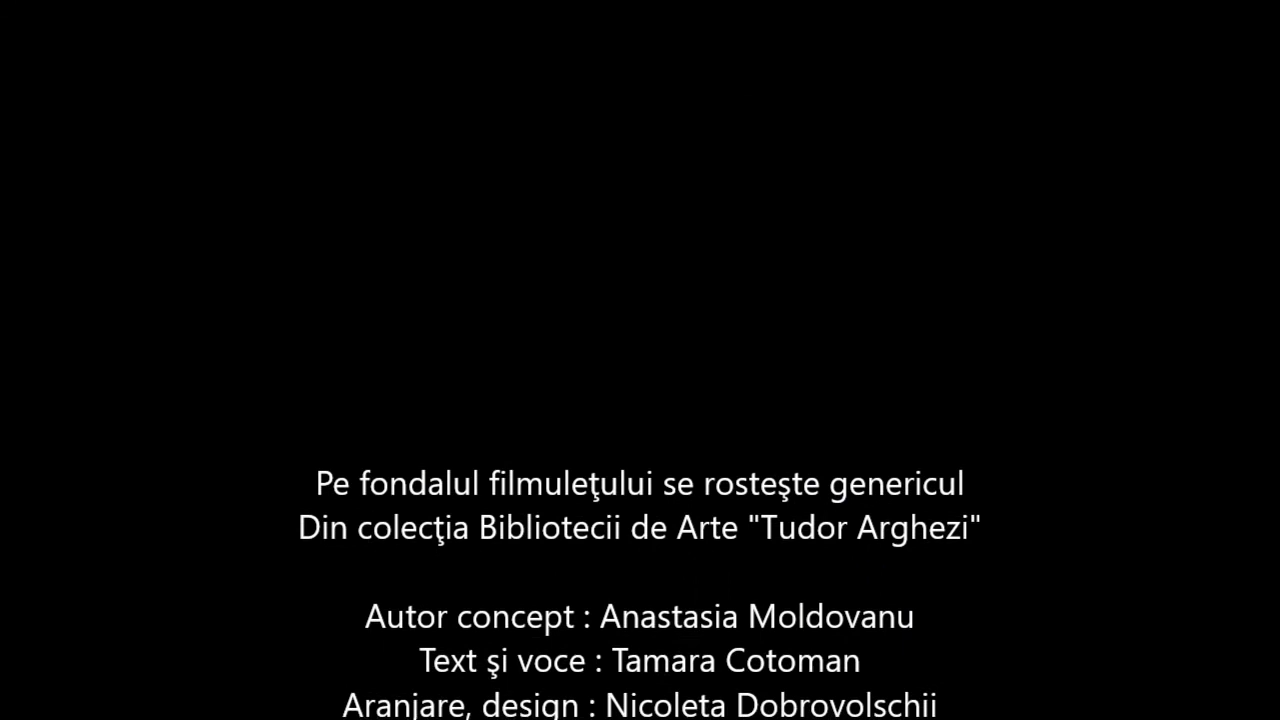 Pe fondalul filmuleţului se rosteşte genericul
Din colecţia Bibliotecii de Arte "Tudor Arghezi"
Autor concept : Anastasia Moldovanu
Text şi voce : Tamara Cotoman
Aranjare, design : Nicoleta Dobrovolschii